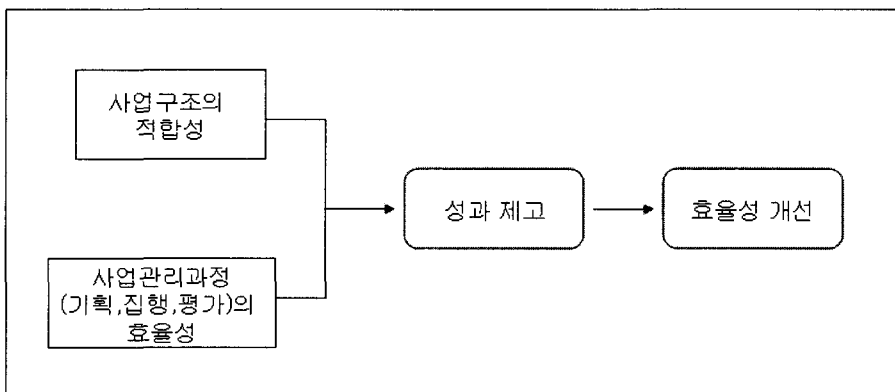 사업구조의
적합성
사업관리과정
(기획,집행,평가)의
효율성
성과 제고
효율성 개선